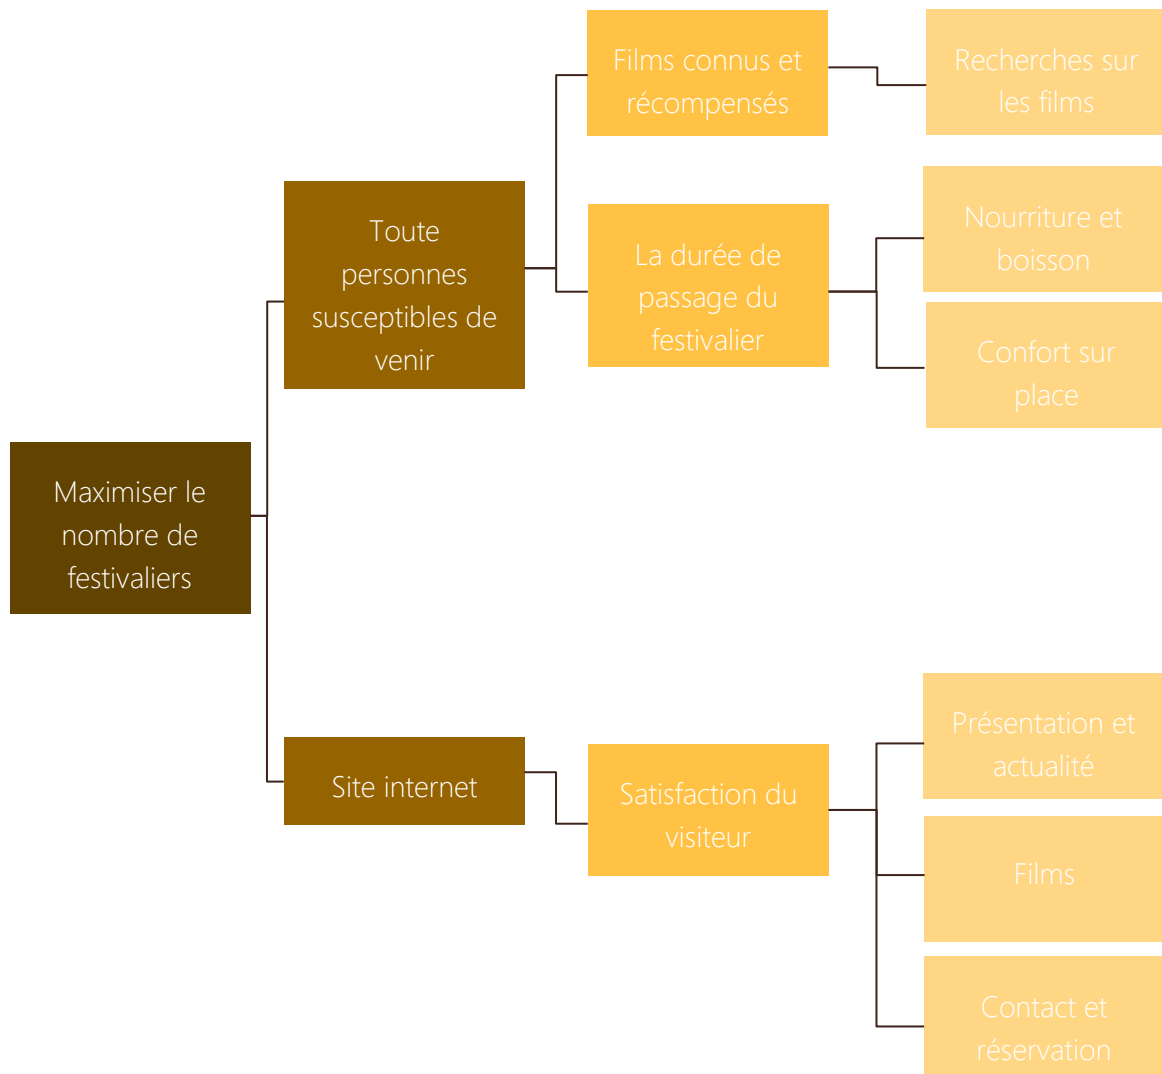 Films connus et
récompensés
Recherches sur
les films
Toute
personnes
susceptibles de
venir
La durée de
passage du
festivalier
Nourriture et
boisson
Confort sur
place
Maximiser le
nombre de
festivaliers
Site internet
Satisfaction du
visiteur
Présentation et
actualité
Films
Contact et
réservation